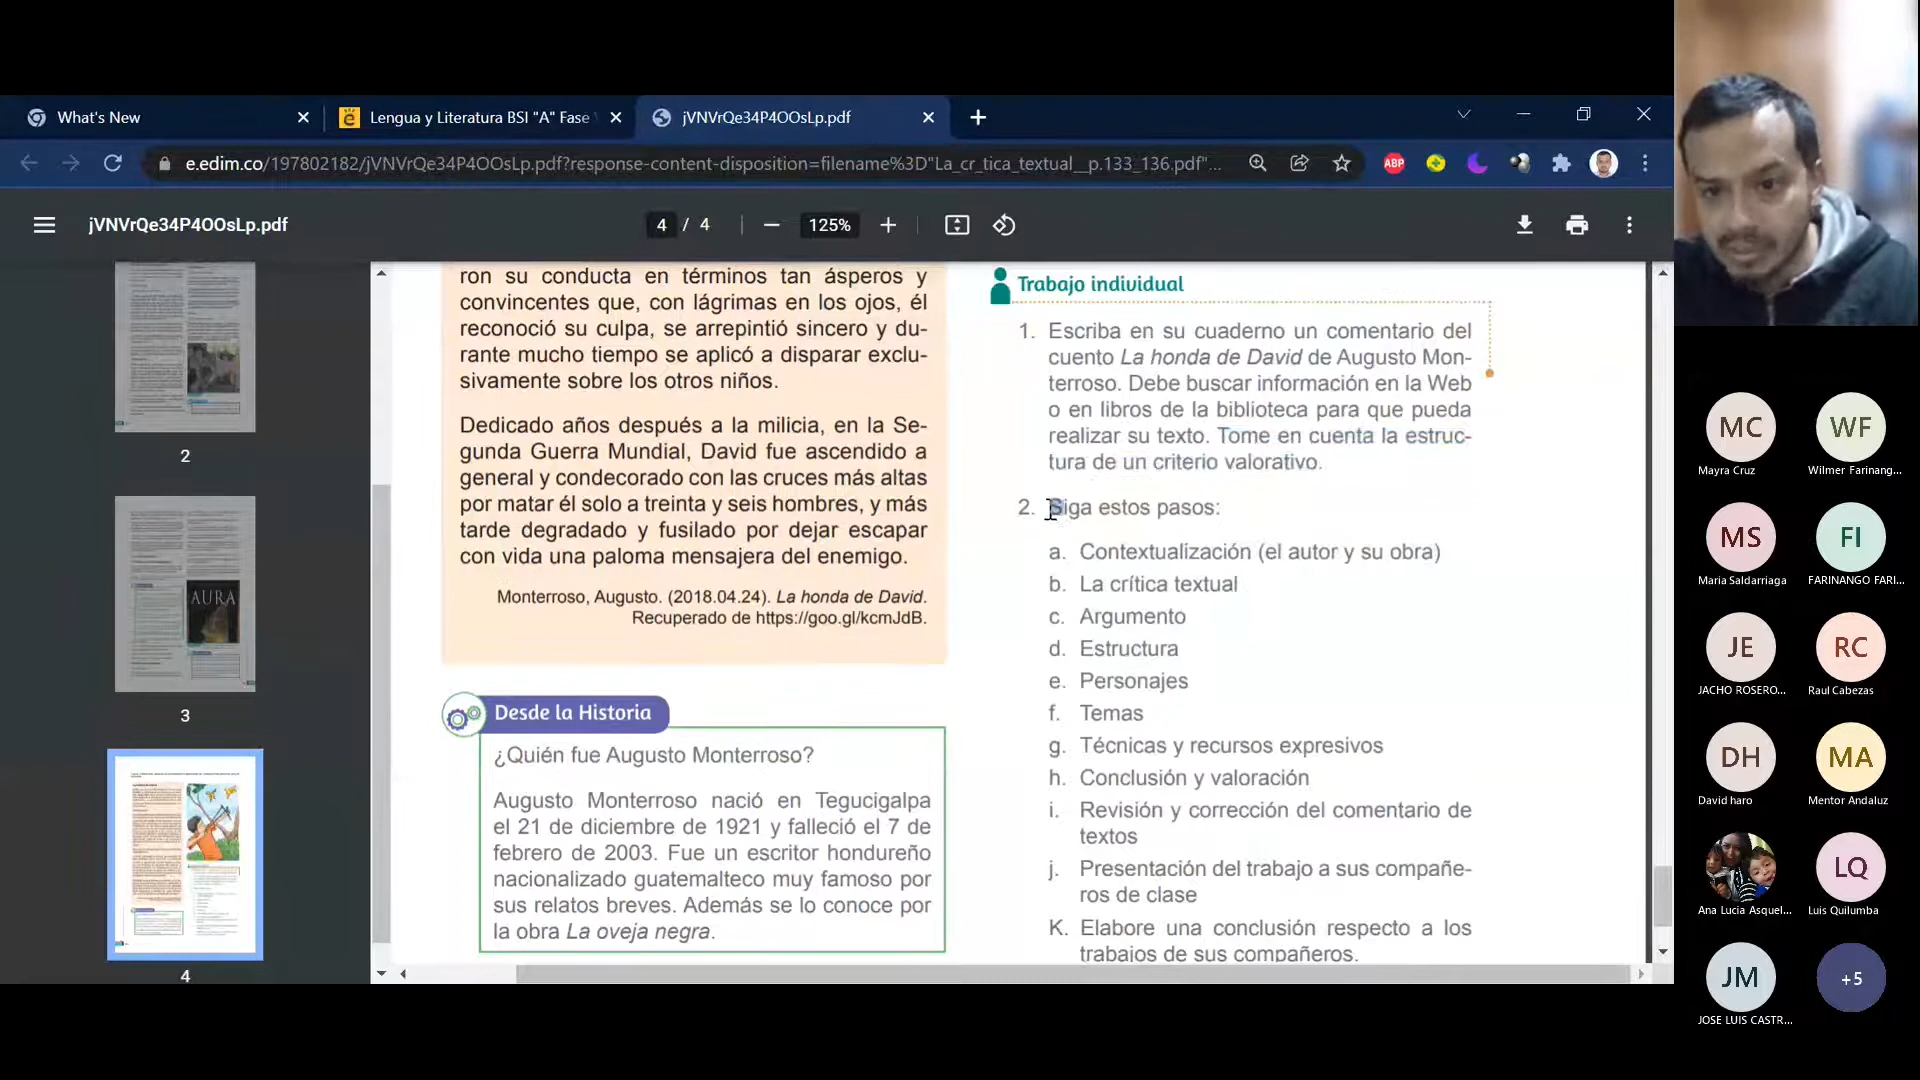 What's New
Lengua y Literatura BSI "A" Fase
jVNVrQe34P4OOsLp.pdf
e.edim.co/197802182/jVNVrQe34P4OOsLp.pdf?response-content-disposition=filename%3D"La_cr_tica_textual__p.133_136.pdf"...
ABP
jVNVrQe34P4OOsLp.pdf
4 / 4
125%
2
3
AURA
4
ron su conducta en términos tan ásperos y
convincentes que, con lágrimas en los ojos, él
reconoció su culpa, se arrepintió sincero y du-
rante mucho tiempo se aplicó a disparar exclu-
sivamente sobre los otros niños.
Dedicado años después a la milicia, en la Se-
gunda Guerra Mundial, David fue ascendido a
general y condecorado con las cruces más altas
por matar él solo a treinta y seis hombres, y más
tarde degradado y fusilado por dejar escapar
con vida una paloma mensajera del enemigo.
Monterroso, Augusto. (2018.04.24). La honda de David.
Recuperado de https://goo.gl/kcmJdB.
Desde la Historia
¿Quién fue Augusto Monterroso?
Augusto Monterroso nació en Tegucigalpa
el 21 de diciembre de 1921 y falleció el 7 de
febrero de 2003. Fue un escritor hondureño
nacionalizado guatemalteco muy famoso por
sus relatos breves. Además se lo conoce por
la obra La oveja negra.
Trabajo individual
1. Escriba en su cuaderno un comentario del
cuento La honda de David de Augusto Mon-
terroso. Debe buscar información en la Web
o en libros de la biblioteca para que pueda
realizar su texto. Tome en cuenta la estruc-
tura de un criterio valorativo.
2. Siga estos pasos:
a. Contextualización (el autor y su obra)
b. La crítica textual
c. Argumento
d. Estructura
e. Personajes
f. Temas
g. Técnicas y recursos expresivos
h. Conclusión y valoración
i. Revisión y corrección del comentario de
textos
j. Presentación del trabajo a sus compañe-
ros de clase
K. Elabore una conclusión respecto a los
trabajos de sus compañeros.
MC
Mayra Cruz
WF
Wilmer Farinang...
MS
Maria Saldarriaga
FI
FARINANGO FARI...
JE
JACHO ROSERO...
RC
Raul Cabezas
DH
David haro
MA
Mentor Andaluz
Ana Lucia Asquel...
LQ
Luis Quilumba
JM
JOSE LUIS CASTR...
+5